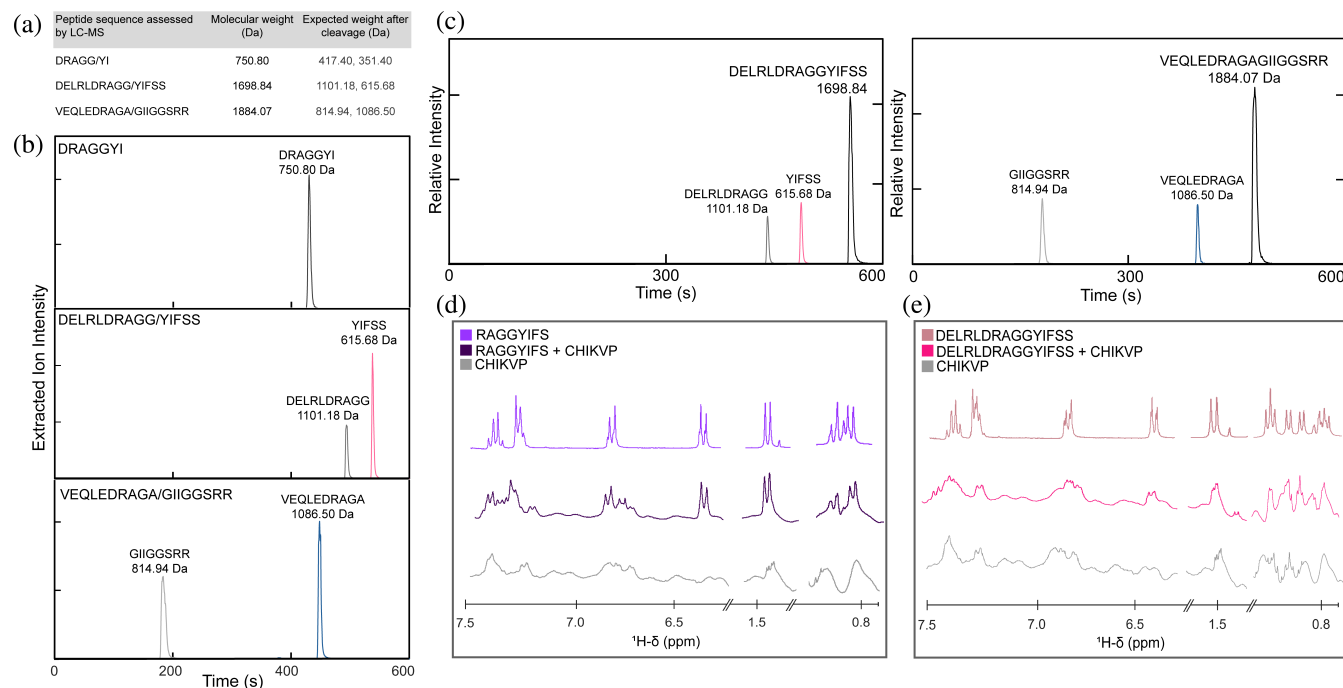 (a)
Peptide sequence assessed by LC-MS
Molecular weight (Da)
Expected weight after cleavage (Da)
DRAGG/YI 750.80 417.40, 351.40
DELRLDRAGG/YIFSS 1698.84 1101.18, 615.68
VEQLEDRAGA/GIIGGSRR 1884.07 814.94, 1086.50
(b)
Extracted Ion Intensity
DRAGGYI
DRAGGYI
750.80 Da
DELRLDRAGG/YIFSS
YIFSS
615.68 Da
DELRLDRAGG
1101.18 Da
VEQLEDRAGA/GIIGGSRR
VEQLEDRAGA
1086.50 Da
GIIGGSRR
814.94 Da
0 200 400 600
Time (s)
(c)
Relative Intensity
DELRLDRAGGYIFSS
1698.84
YIFSS
615.68 Da
DELRLDRAGG
1101.18 Da
0 300 600
Time (s)
Relative Intensity
VEQLEDRAGAGIIGGSRR
1884.07 Da
GIIGGSRR
814.94 Da
VEQLEDRAGA
1086.50 Da
0 300 600
Time (s)
(d)
RAGGYIFS
RAGGYIFS + CHIKVP
CHIKVP
7.5 7.0 6.5 1.5 0.8
¹H-δ (ppm)
(e)
DELRLDRAGGYIFSS
DELRLDRAGGYIFSS + CHIKVP
CHIKVP
7.5 7.0 6.5 1.5 0.8
¹H-δ (ppm)